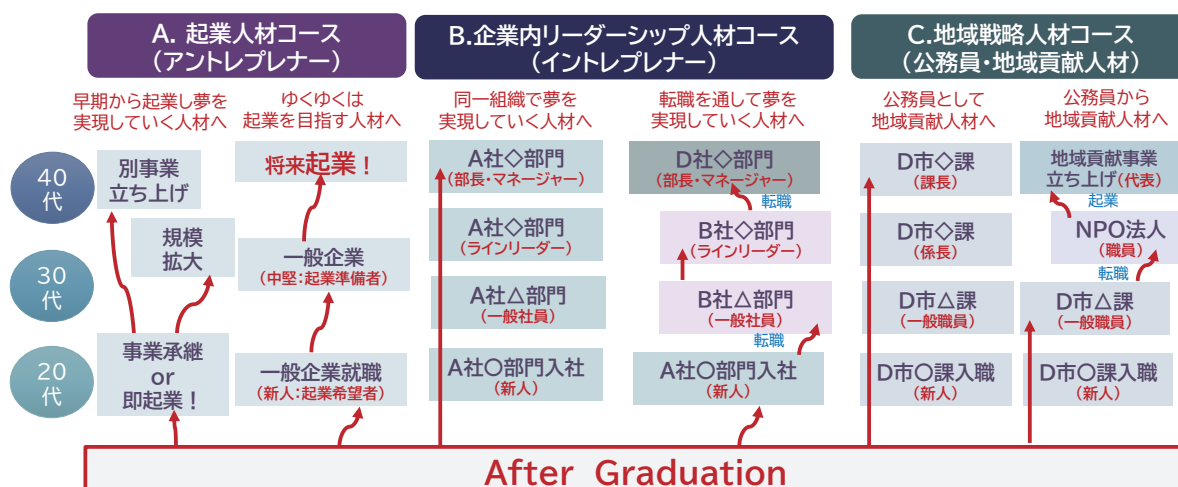 A. 起業人材コース
(アントレプレナー)
早期から起業し夢を
実現していく人材へ
ゆくゆくは
起業を目指す人材へ
B.企業内リーダーシップ人材コース
(イントレプレナー)
同一組織で夢を
実現していく人材へ
転職を通して夢を
実現していく人材へ
C.地域戦略人材コース
(公務員・地域貢献人材)
公務員として
地域貢献人材へ
公務員から
地域貢献人材へ
40
代
別事業
立ち上げ
将来起業!
A社◇部門
(部長・マネージャー)
D社◇部門
(部長・マネージャー)
転職
D市◇課
(課長)
地域貢献事業
立ち上げ(代表)
起業
30
代
規模
拡大
一般企業
(中堅:起業準備者)
A社◇部門
(ラインリーダー)
B社◇部門
(ラインリーダー)
D市◇課
(係長)
NPO法人
(職員)
転職
A社△部門
(一般社員)
B社△部門
(一般社員)
転職
D市△課
(一般職員)
D市△課
(一般職員)
20
代
事業承継
or
即起業!
一般企業就職
(新人:起業希望者)
A社○部門入社
(新人)
A社○部門入社
(新人)
D市○課入職
(新人)
D市○課入職
(新人)
After Graduation